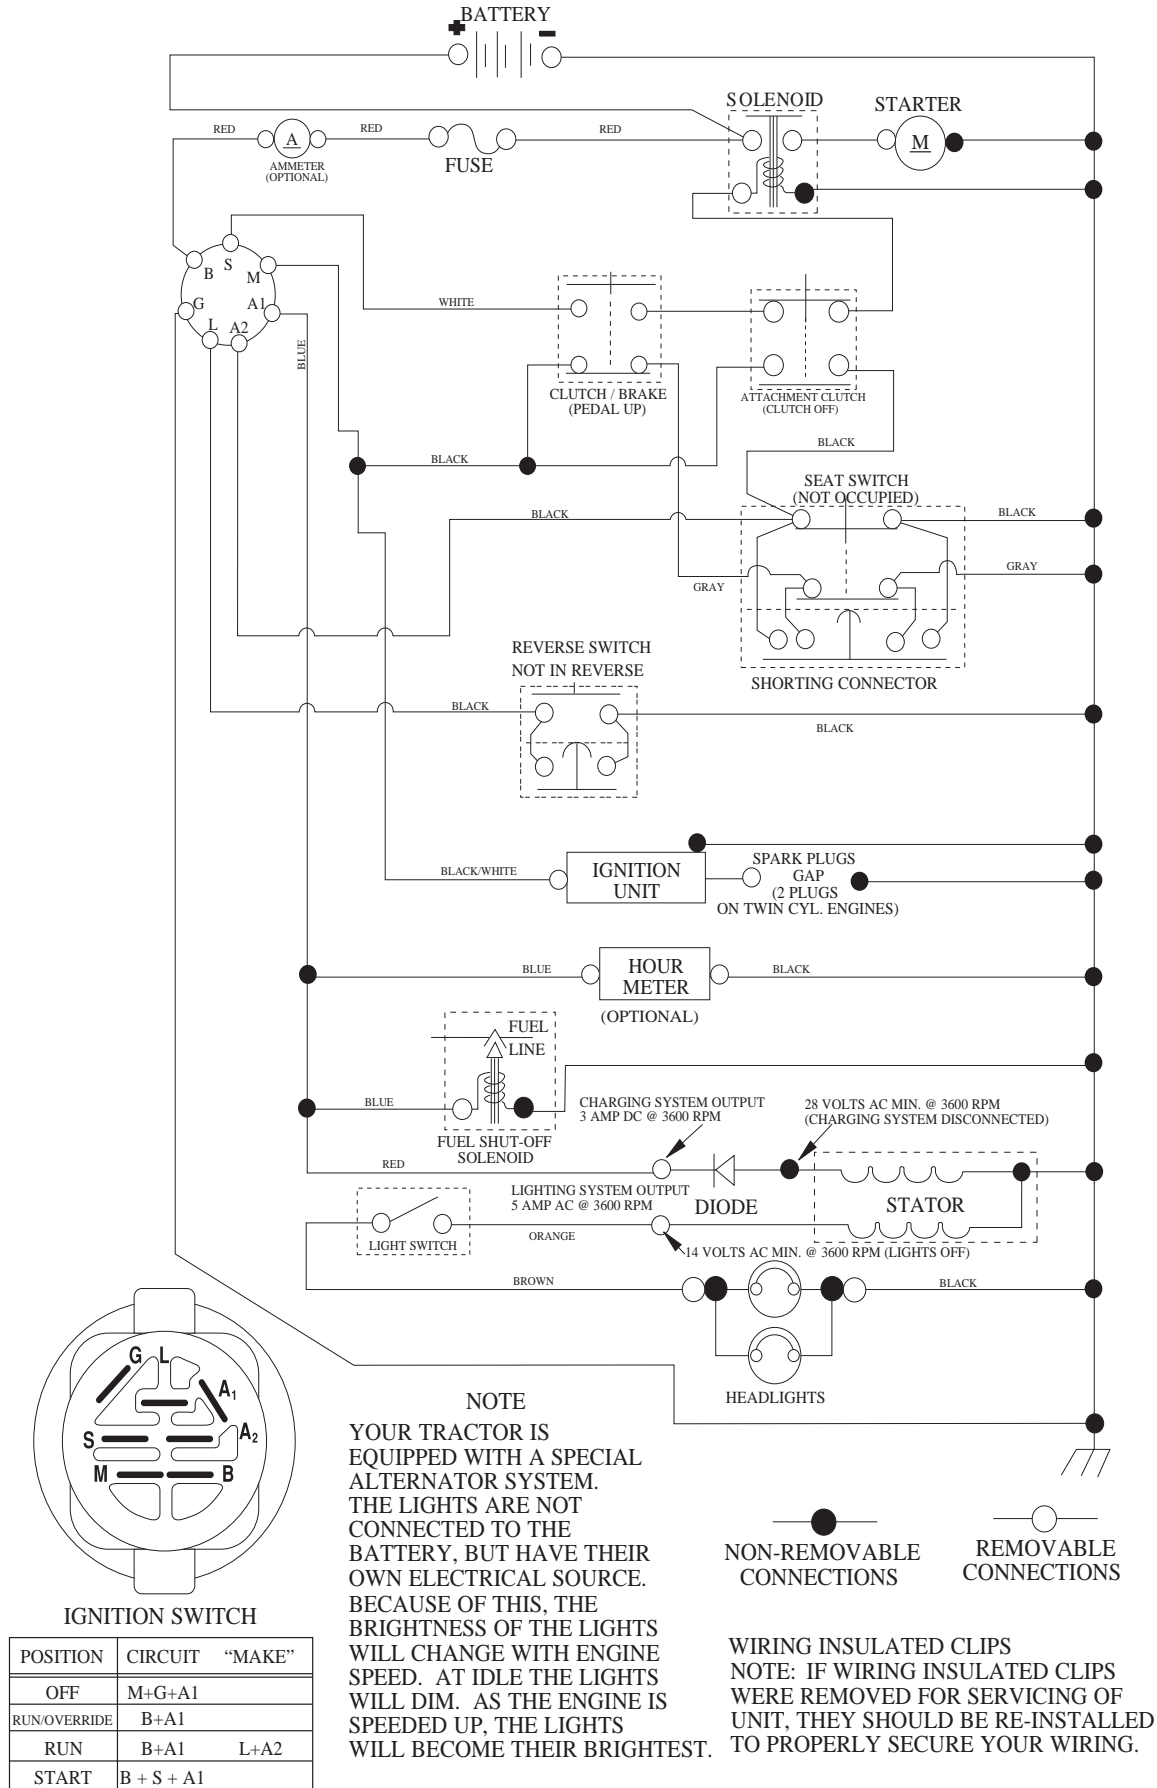 BATTERY
SOLENOID
STARTER
RED
A
RED
RED
M
AMMETER
(OPTIONAL)
FUSE
S
B
M
G
A1
L
A2
BLUE
WHITE
CLUTCH / BRAKE
(PEDAL UP)
ATTACHMENT CLUTCH
(CLUTCH OFF)
BLACK
BLACK
SEAT SWITCH
(NOT OCCUPIED)
BLACK
BLACK
GRAY
GRAY
REVERSE SWITCH
NOT IN REVERSE
SHORTING CONNECTOR
BLACK
BLACK
BLACK/WHITE
IGNITION
UNIT
SPARK PLUGS
GAP
(2 PLUGS
ON TWIN CYL. ENGINES)
BLUE
HOUR
METER
BLACK
(OPTIONAL)
FUEL
LINE
BLUE
FUEL SHUT-OFF
SOLENOID
CHARGING SYSTEM OUTPUT
3 AMP DC @ 3600 RPM
28 VOLTS AC MIN. @ 3600 RPM
(CHARGING SYSTEM DISCONNECTED)
RED
LIGHTING SYSTEM OUTPUT
5 AMP AC @ 3600 RPM
DIODE
STATOR
LIGHT SWITCH
ORANGE
14 VOLTS AC MIN. @ 3600 RPM (LIGHTS OFF)
BROWN
BLACK
HEADLIGHTS
G L
A1
S
A2
M
B
IGNITION SWITCH
POSITION CIRCUIT "MAKE"
OFF M+G+A1
RUN/OVERRIDE B+A1
RUN B+A1 L+A2
START B + S + A1
NOTE
YOUR TRACTOR IS
EQUIPPED WITH A SPECIAL
ALTERNATOR SYSTEM.
THE LIGHTS ARE NOT
CONNECTED TO THE
BATTERY, BUT HAVE THEIR
OWN ELECTRICAL SOURCE.
BECAUSE OF THIS, THE
BRIGHTNESS OF THE LIGHTS
WILL CHANGE WITH ENGINE
SPEED. AT IDLE THE LIGHTS
WILL DIM. AS THE ENGINE IS
SPEEDED UP, THE LIGHTS
WILL BECOME THEIR BRIGHTEST.
NON-REMOVABLE
CONNECTIONS
REMOVABLE
CONNECTIONS
WIRING INSULATED CLIPS
NOTE: IF WIRING INSULATED CLIPS
WERE REMOVED FOR SERVICING OF
UNIT, THEY SHOULD BE RE-INSTALLED
TO PROPERLY SECURE YOUR WIRING.